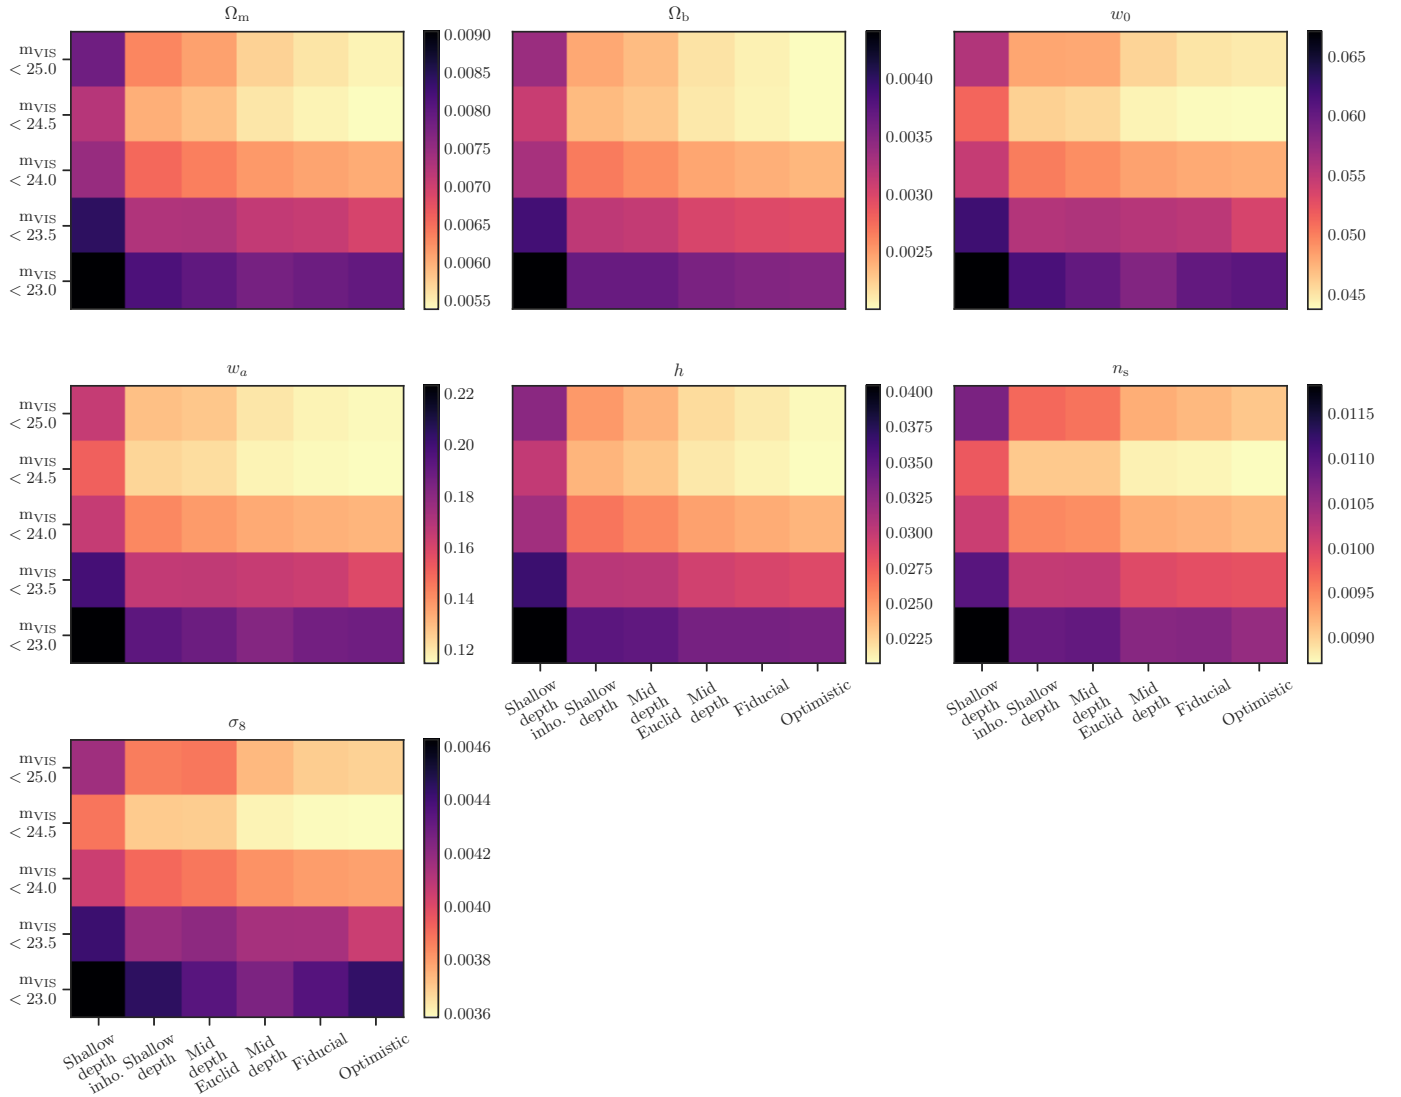 Ωm
mVIS
< 25.0
mVIS
< 24.5
mVIS
< 24.0
mVIS
< 23.5
mVIS
< 23.0
0.0090
0.0085
0.0080
0.0075
0.0070
0.0065
0.0060
0.0055
Ωb
0.0040
0.0035
0.0030
0.0025
w0
0.065
0.060
0.055
0.050
0.045
wa
mVIS
< 25.0
mVIS
< 24.5
mVIS
< 24.0
mVIS
< 23.5
mVIS
< 23.0
0.22
0.20
0.18
0.16
0.14
0.12
h
0.0400
0.0375
0.0350
0.0325
0.0300
0.0275
0.0250
0.0225
Shallow
depth
inho.
Shallow
depth
Mid
depth
Euclid
Mid
depth
Fiducial
Optimistic
ns
0.0115
0.0110
0.0105
0.0100
0.0095
0.0090
Shallow
depth
inho.
Shallow
depth
Mid
depth
Euclid
Mid
depth
Fiducial
Optimistic
σ8
mVIS
< 25.0
mVIS
< 24.5
mVIS
< 24.0
mVIS
< 23.5
mVIS
< 23.0
0.0046
0.0044
0.0042
0.0040
0.0038
0.0036
Shallow
depth
inho.
Shallow
depth
Mid
depth
Euclid
Mid
depth
Fiducial
Optimistic